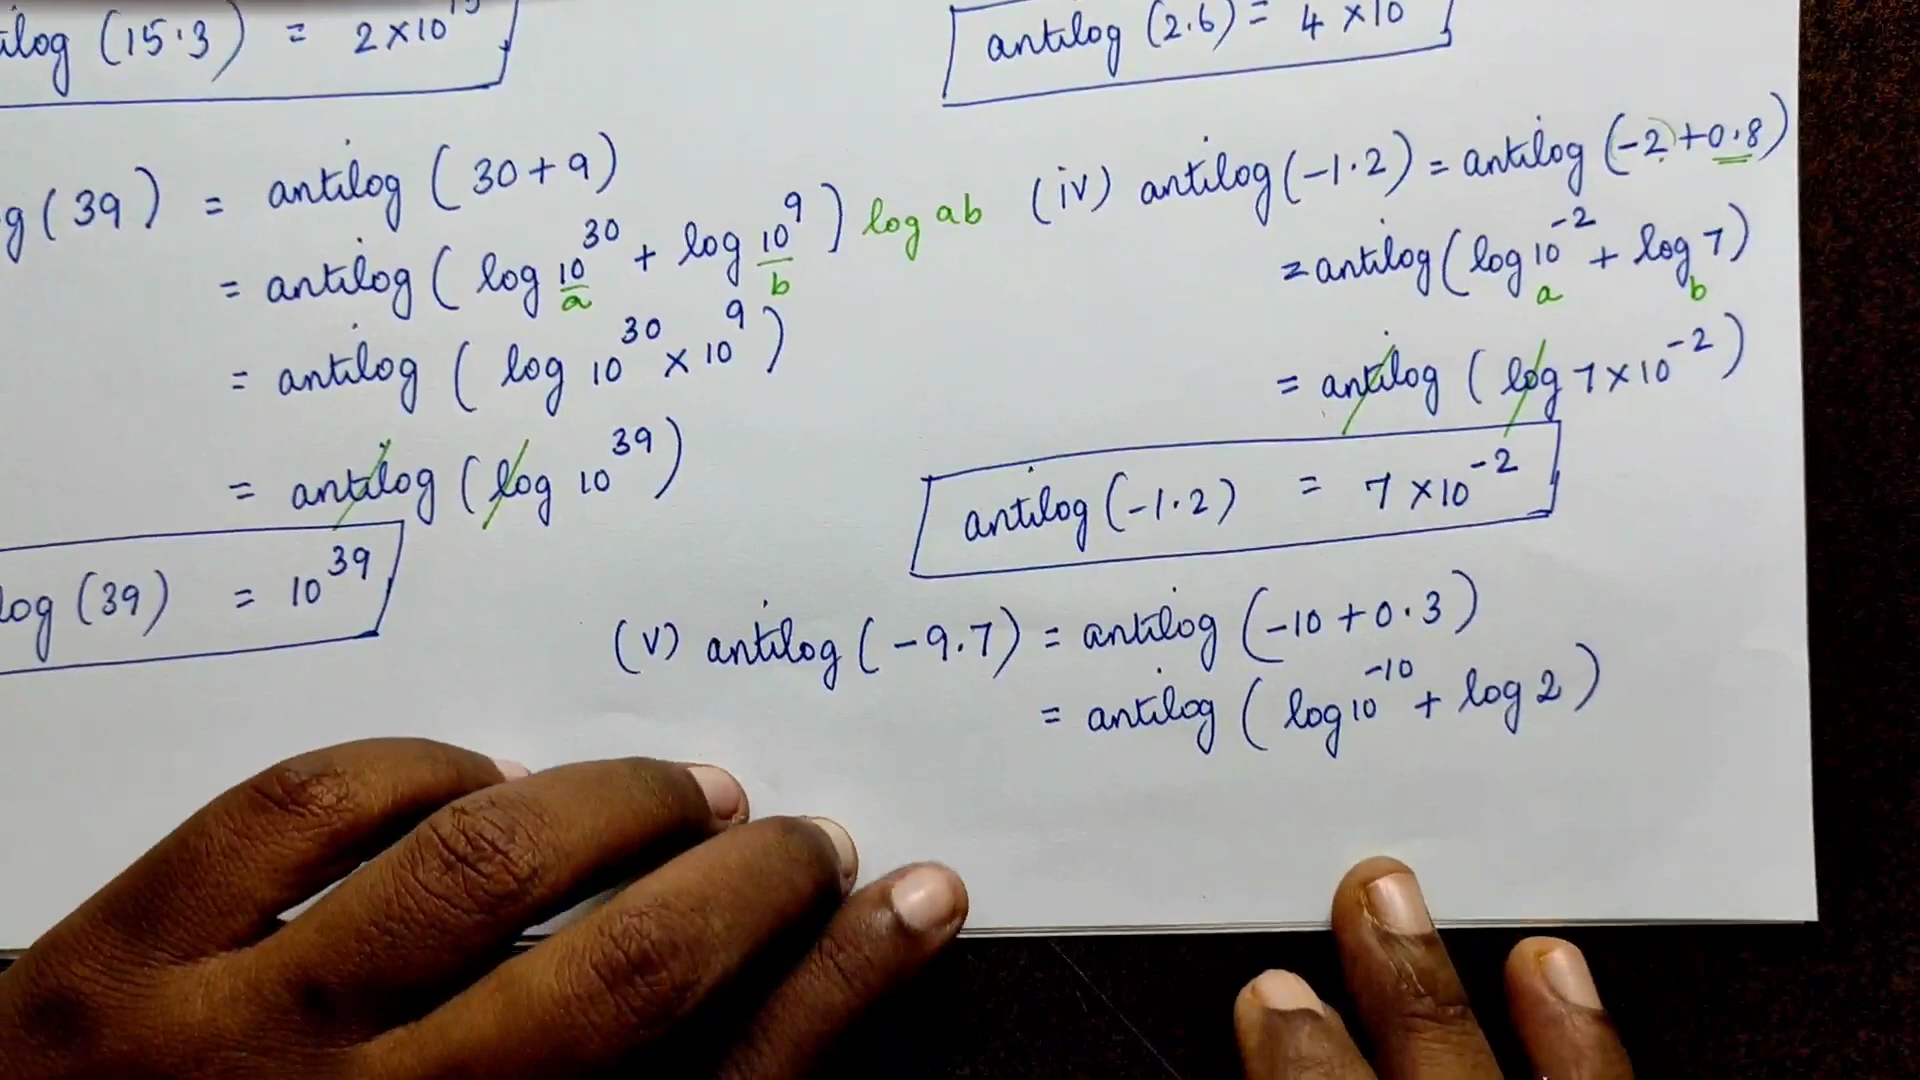 ilog (15.3) = 2×10
g(39) = antilog (30+9)
= antilog (log 10^30 + log 10^9) log ab
a b
= antilog (log 10^30 × 10^9)
= antilog (log 10^39)
log (39) = 10^39
antilog (2.6) = 4 ×10
(iv) antilog (-1.2) = antilog (-2+0.8)
= antilog (log 10^-2 + log 7)
a b
= antilog (log 7×10^-2)
antilog (-1.2) = 7×10^-2
(v) antilog (-9.7) = antilog (-10+0.3)
= antilog (log 10^-10 + log 2)